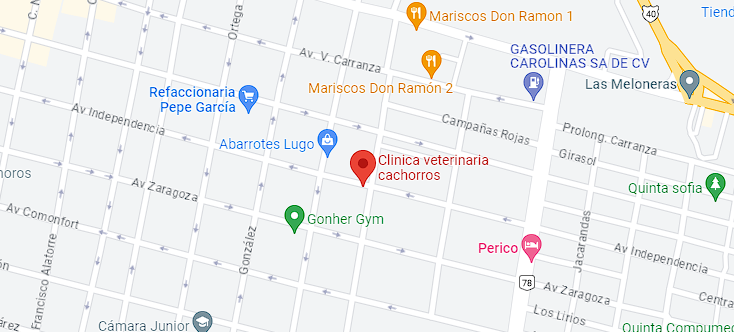 Mariscos Don Ramon 1
40
Tiend
C. N
Ortega
Av. V. Carranza
GASOLINERA
CAROLINAS SA DE CV
Mariscos Don Ramón 2
Las Meloneras
Refaccionaria
Pepe García
Av Independencia
Campañas Rojas
Prolong. Carranza
Abarrotes Lugo
Girasol
Clinica veterinaria
cachorros
horos
Av Zaragoza
Quinta sofia
Av Comonfort
Gonher Gym
González
Jacarandas
Perico
Av Independencia
Francisco Alatorre
78
Av Zaragoza
Centra
Los Lirios
Cámara Junior
Quinta Compumed
árez